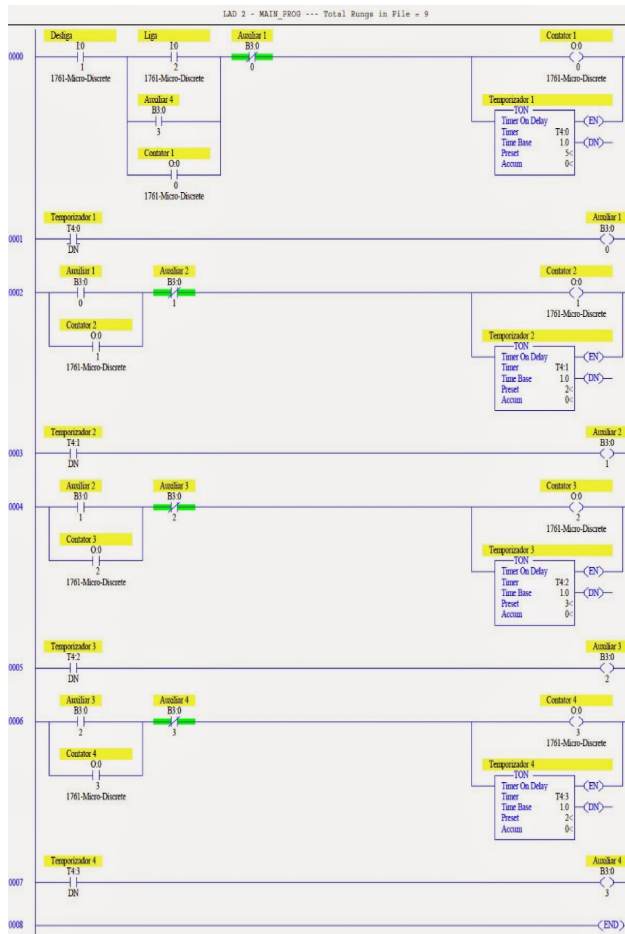 LAD 2 - MAIN_PROG --- Total Rungs in File = 9
Desliga
I:0
1
1761-Micro-Discrete
Liga
I:0
2
1761-Micro-Discrete
Auxiliar 1
B3:0
0
Contator 1
O:0
0
1761-Micro-Discrete
0000
Auxiliar 4
B3:0
3
Contator 1
O:0
0
1761-Micro-Discrete
Temporizador 1
TON
Timer On Delay
Timer T4:0
Time Base 1.0
Preset 5<
Accum 0<
EN
DN
Temporizador 1
T4:0
DN
0001
Auxiliar 1
B3:0
0
Auxiliar 1
B3:0
0
Auxiliar 2
B3:0
1
Contator 2
O:0
1
1761-Micro-Discrete
0002
Contator 2
O:0
1
1761-Micro-Discrete
Temporizador 2
TON
Timer On Delay
Timer T4:1
Time Base 1.0
Preset 2<
Accum 0<
EN
DN
Temporizador 2
T4:1
DN
0003
Auxiliar 2
B3:0
1
Auxiliar 2
B3:0
1
Auxiliar 3
B3:0
2
Contator 3
O:0
2
1761-Micro-Discrete
0004
Contator 3
O:0
2
1761-Micro-Discrete
Temporizador 3
TON
Timer On Delay
Timer T4:2
Time Base 1.0
Preset 3<
Accum 0<
EN
DN
Temporizador 3
T4:2
DN
0005
Auxiliar 3
B3:0
2
Auxiliar 3
B3:0
2
Auxiliar 4
B3:0
3
Contator 4
O:0
3
1761-Micro-Discrete
0006
Contator 4
O:0
3
1761-Micro-Discrete
Temporizador 4
TON
Timer On Delay
Timer T4:3
Time Base 1.0
Preset 2<
Accum 0<
EN
DN
Temporizador 4
T4:3
DN
0007
Auxiliar 4
B3:0
3
0008
END